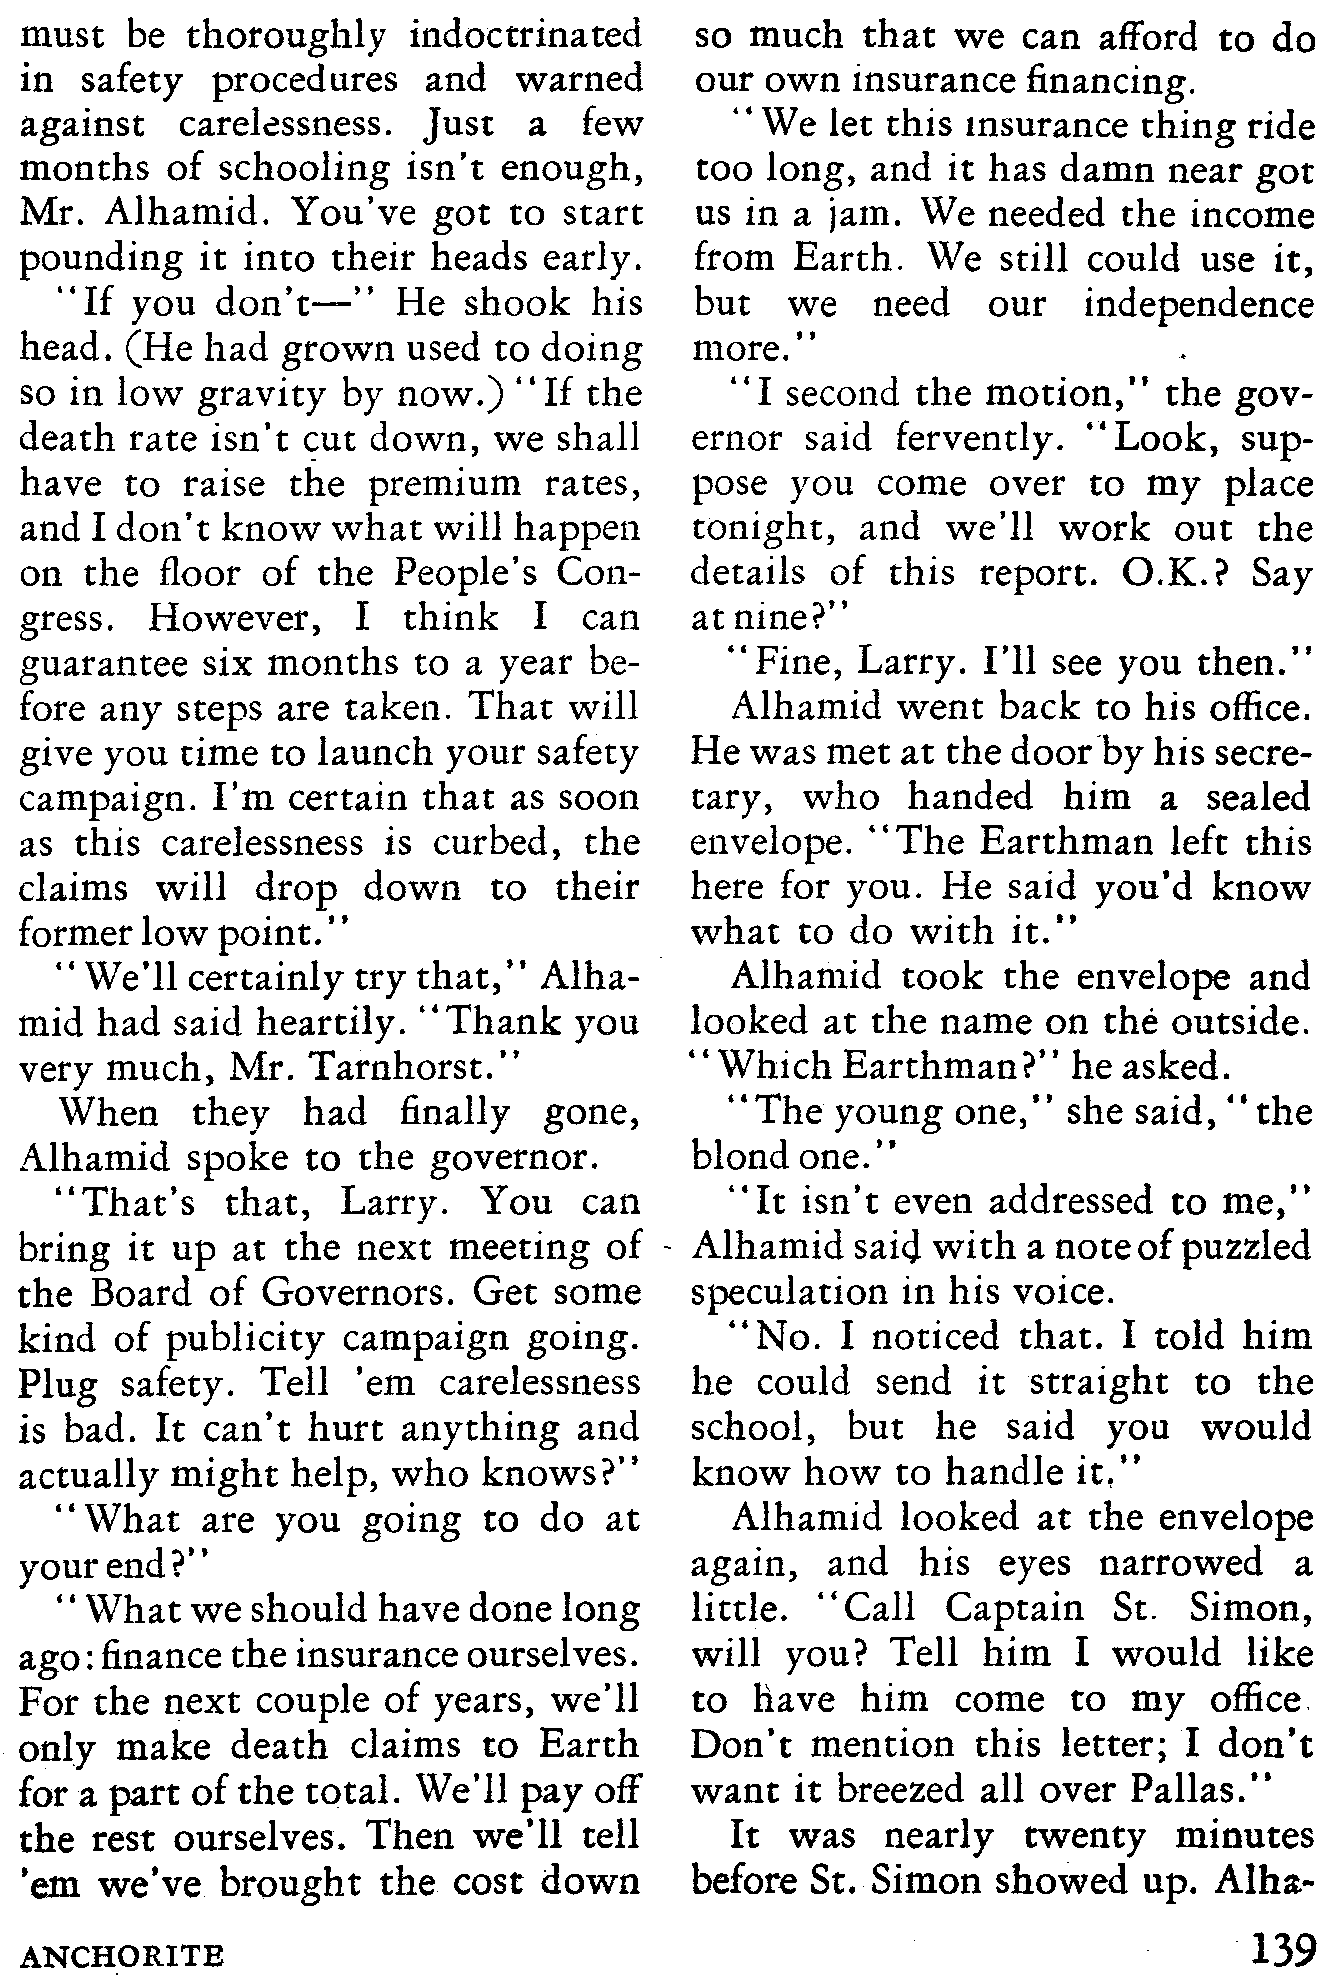 must be thoroughly indoctrinated
in safety procedures and warned
against carelessness. Just a few
months of schooling isn't enough,
Mr. Alhamid. You've got to start
pounding it into their heads early.
"If you don't—" He shook his
head. (He had grown used to doing
so in low gravity by now.) "If the
death rate isn't cut down, we shall
have to raise the premium rates,
and I don't know what will happen
on the floor of the People's Con-
gress. However, I think I can
guarantee six months to a year be-
fore any steps are taken. That will
give you time to launch your safety
campaign. I'm certain that as soon
as this carelessness is curbed, the
claims will drop down to their
former low point."
"We'll certainly try that," Alha-
mid had said heartily. "Thank you
very much, Mr. Tarnhorst."
When they had finally gone,
Alhamid spoke to the governor.
"That's that, Larry. You can
bring it up at the next meeting of
the Board of Governors. Get some
kind of publicity campaign going.
Plug safety. Tell 'em carelessness
is bad. It can't hurt anything and
actually might help, who knows?"
"What are you going to do at
your end?"
"What we should have done long
ago: finance the insurance ourselves.
For the next couple of years, we'll
only make death claims to Earth
for a part of the total. We'll pay off
the rest ourselves. Then we'll tell
'em we've brought the cost down
so much that we can afford to do
our own insurance financing.
"We let this insurance thing ride
too long, and it has damn near got
us in a jam. We needed the income
from Earth. We still could use it,
but we need our independence
more."
"I second the motion," the gov-
ernor said fervently. "Look, sup-
pose you come over to my place
tonight, and we'll work out the
details of this report. O.K.? Say
at nine?"
"Fine, Larry. I'll see you then."
Alhamid went back to his office.
He was met at the door by his secre-
tary, who handed him a sealed
envelope. "The Earthman left this
here for you. He said you'd know
what to do with it."
Alhamid took the envelope and
looked at the name on the outside.
"Which Earthman?" he asked.
"The young one," she said, "the
blond one."
"It isn't even addressed to me,"
Alhamid said with a note of puzzled
speculation in his voice.
"No. I noticed that. I told him
he could send it straight to the
school, but he said you would
know how to handle it."
Alhamid looked at the envelope
again, and his eyes narrowed a
little. "Call Captain St. Simon,
will you? Tell him I would like
to have him come to my office.
Don't mention this letter; I don't
want it breezed all over Pallas."
It was nearly twenty minutes
before St. Simon showed up. Alha-
ANCHORITE
139